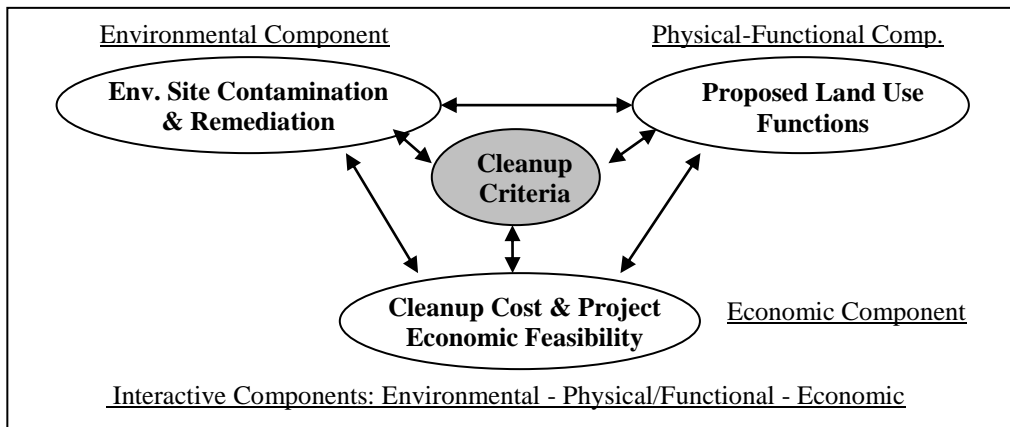 Environmental Component
Physical-Functional Comp.
Env. Site Contamination
& Remediation
Proposed Land Use
Functions
Cleanup
Criteria
Cleanup Cost & Project
Economic Feasibility
Economic Component
Interactive Components: Environmental - Physical/Functional - Economic